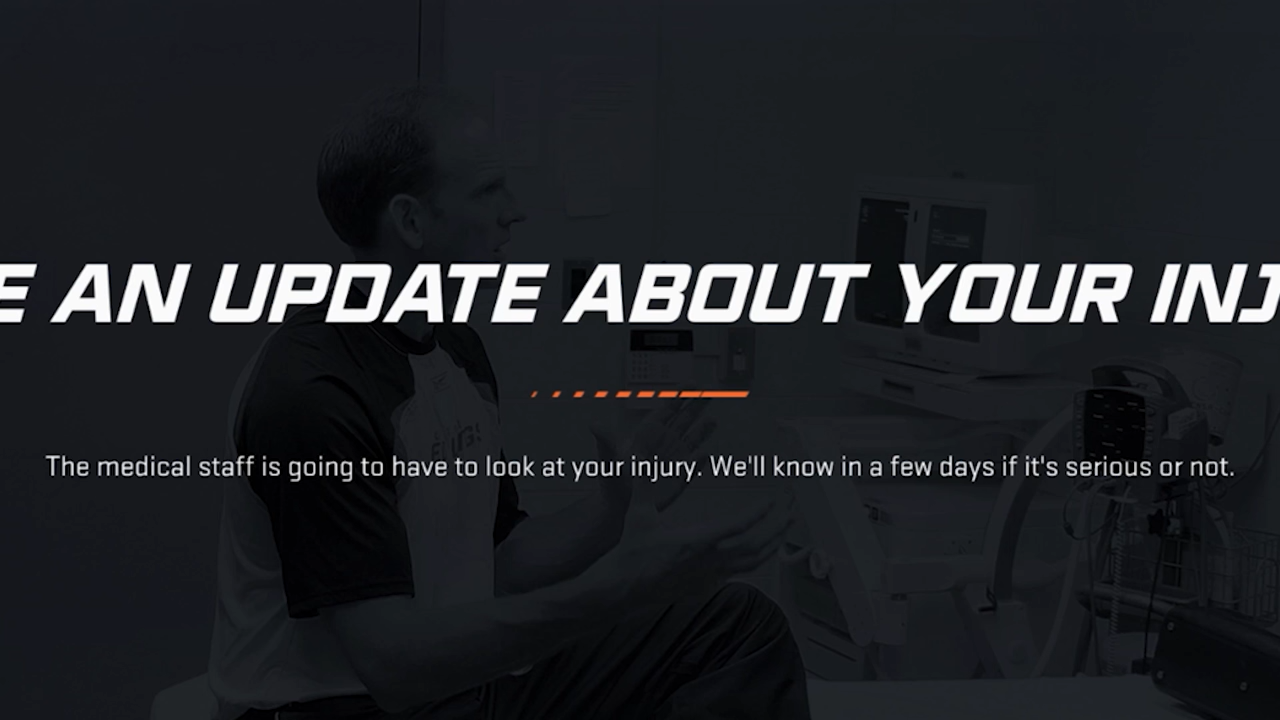 E AN UPDATE ABOUT YOUR INJ
The medical staff is going to have to look at your injury. We'll know in a few days if it's serious or not.